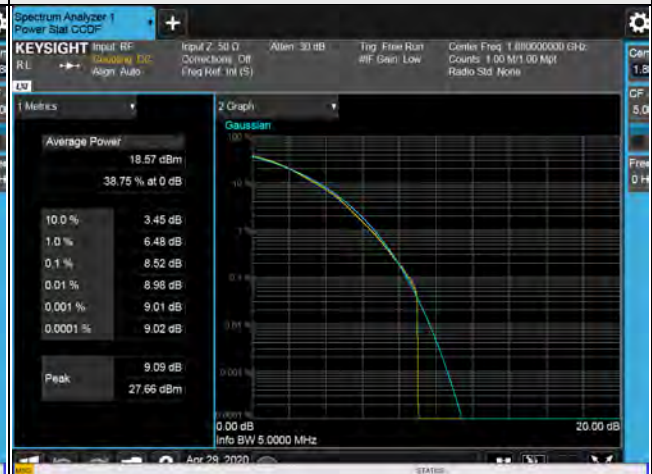 Spectrum Analyzer 1
Power Stat CCDF
KEYSIGHT
Input: RF
Input Z: 50 Ω
Atten: 30 dB
Trig: Free Run
Center Freq: 1.880000000 GHz
RL
Coupling: DC
Corrections: Off
#IF Gain: Low
Counts: 1.00 M/1.00 Mpt
Align: Auto
Freq Ref: Int (S)
Radio Std: None
1 Metrics
2 Graph
Gaussian
Average Power
18.57 dBm
38.75 % at 0 dB
10.0 % 3.45 dB
1.0 % 6.48 dB
0.1 % 8.52 dB
0.01 % 8.98 dB
0.001 % 9.01 dB
0.0001 % 9.02 dB
Peak
9.09 dB
27.66 dBm
100 %
10 %
1 %
0.1 %
0.01 %
0.001 %
0.0001 %
0.00 dB
20.00 dB
Info BW 5.0000 MHz
Apr 29, 2020
MSG
STATUS